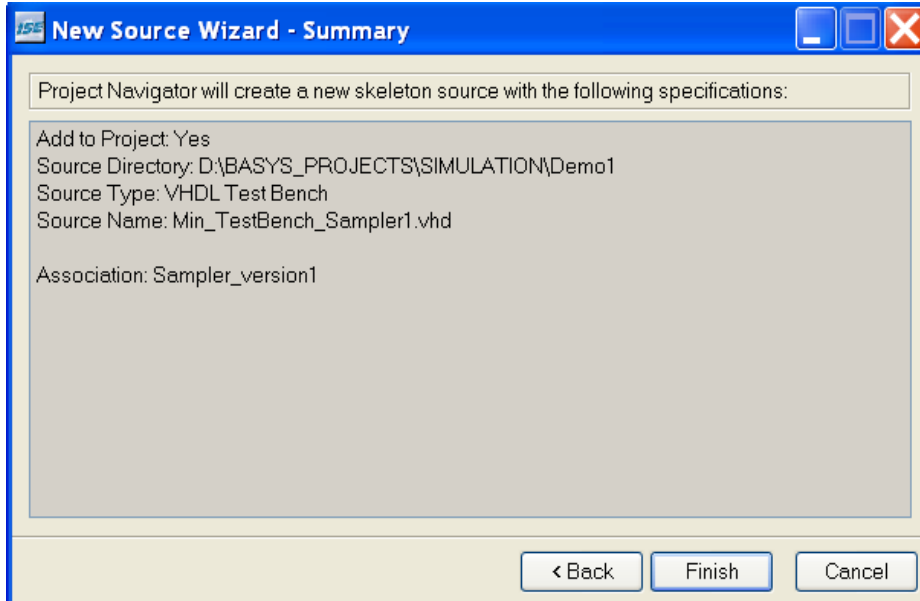 ISE New Source Wizard - Summary
Project Navigator will create a new skeleton source with the following specifications:
Add to Project: Yes
Source Directory: D:\BASYS_PROJECTS\SIMULATION\Demo1
Source Type: VHDL Test Bench
Source Name: Min_TestBench_Sampler1.vhd
Association: Sampler_version1
< Back Finish Cancel